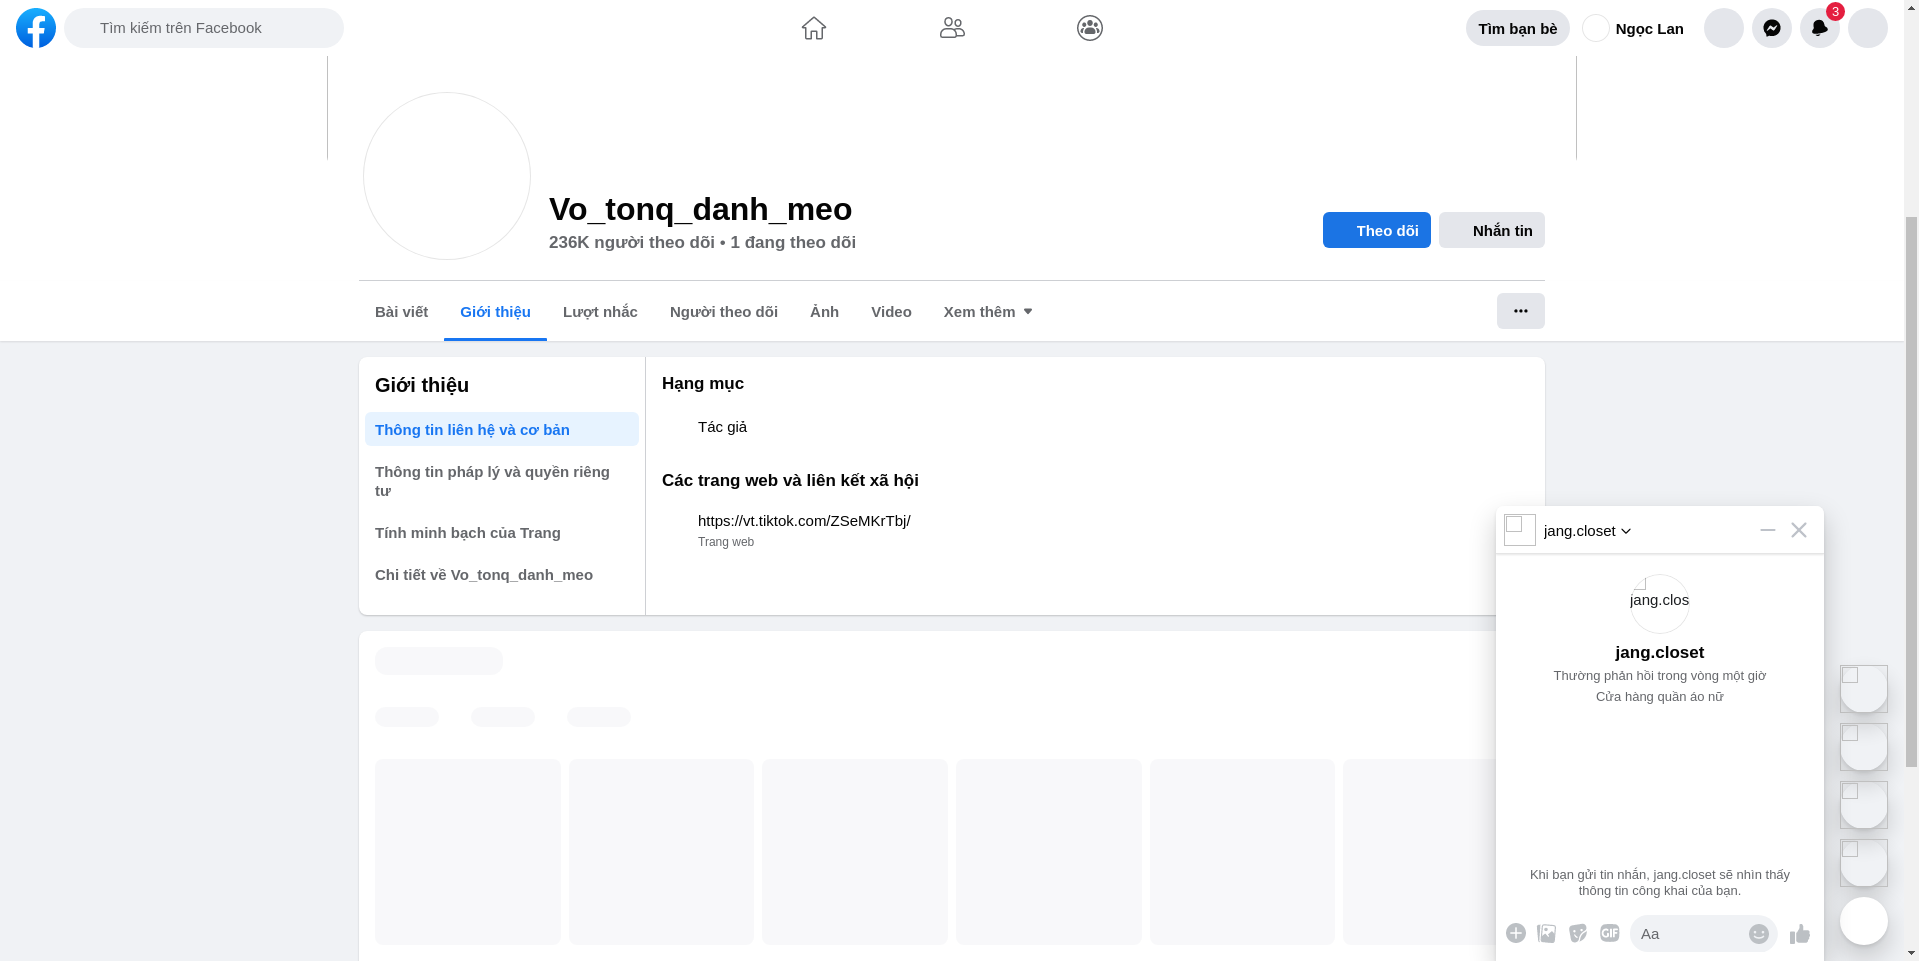 Tìm kiếm trên Facebook
Tìm bạn bè
Ngọc Lan
3
Vo_tonq_danh_meo
236K người theo dõi • 1 đang theo dõi
Theo dõi
Nhắn tin
Bài viết
Giới thiệu
Lượt nhắc
Người theo dõi
Ảnh
Video
Xem thêm
Giới thiệu
Thông tin liên hệ và cơ bản
Thông tin pháp lý và quyền riêng
tư
Tính minh bạch của Trang
Chi tiết về Vo_tonq_danh_meo
Hạng mục
Tác giả
Các trang web và liên kết xã hội
https://vt.tiktok.com/ZSeMKrTbj/
Trang web
jang.closet
jang.clos
jang.closet
Thường phản hồi trong vòng một giờ
Cửa hàng quần áo nữ
Khi bạn gửi tin nhắn, jang.closet sẽ nhìn thấy
thông tin công khai của bạn.
GIF
Aa